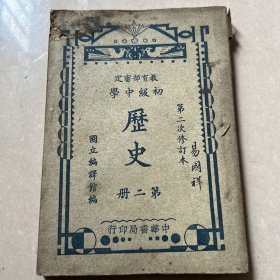 教育部審定
初級中學
歷史
第二冊
第二次修訂本
易國祥
國立編譯館編
中華書局印行